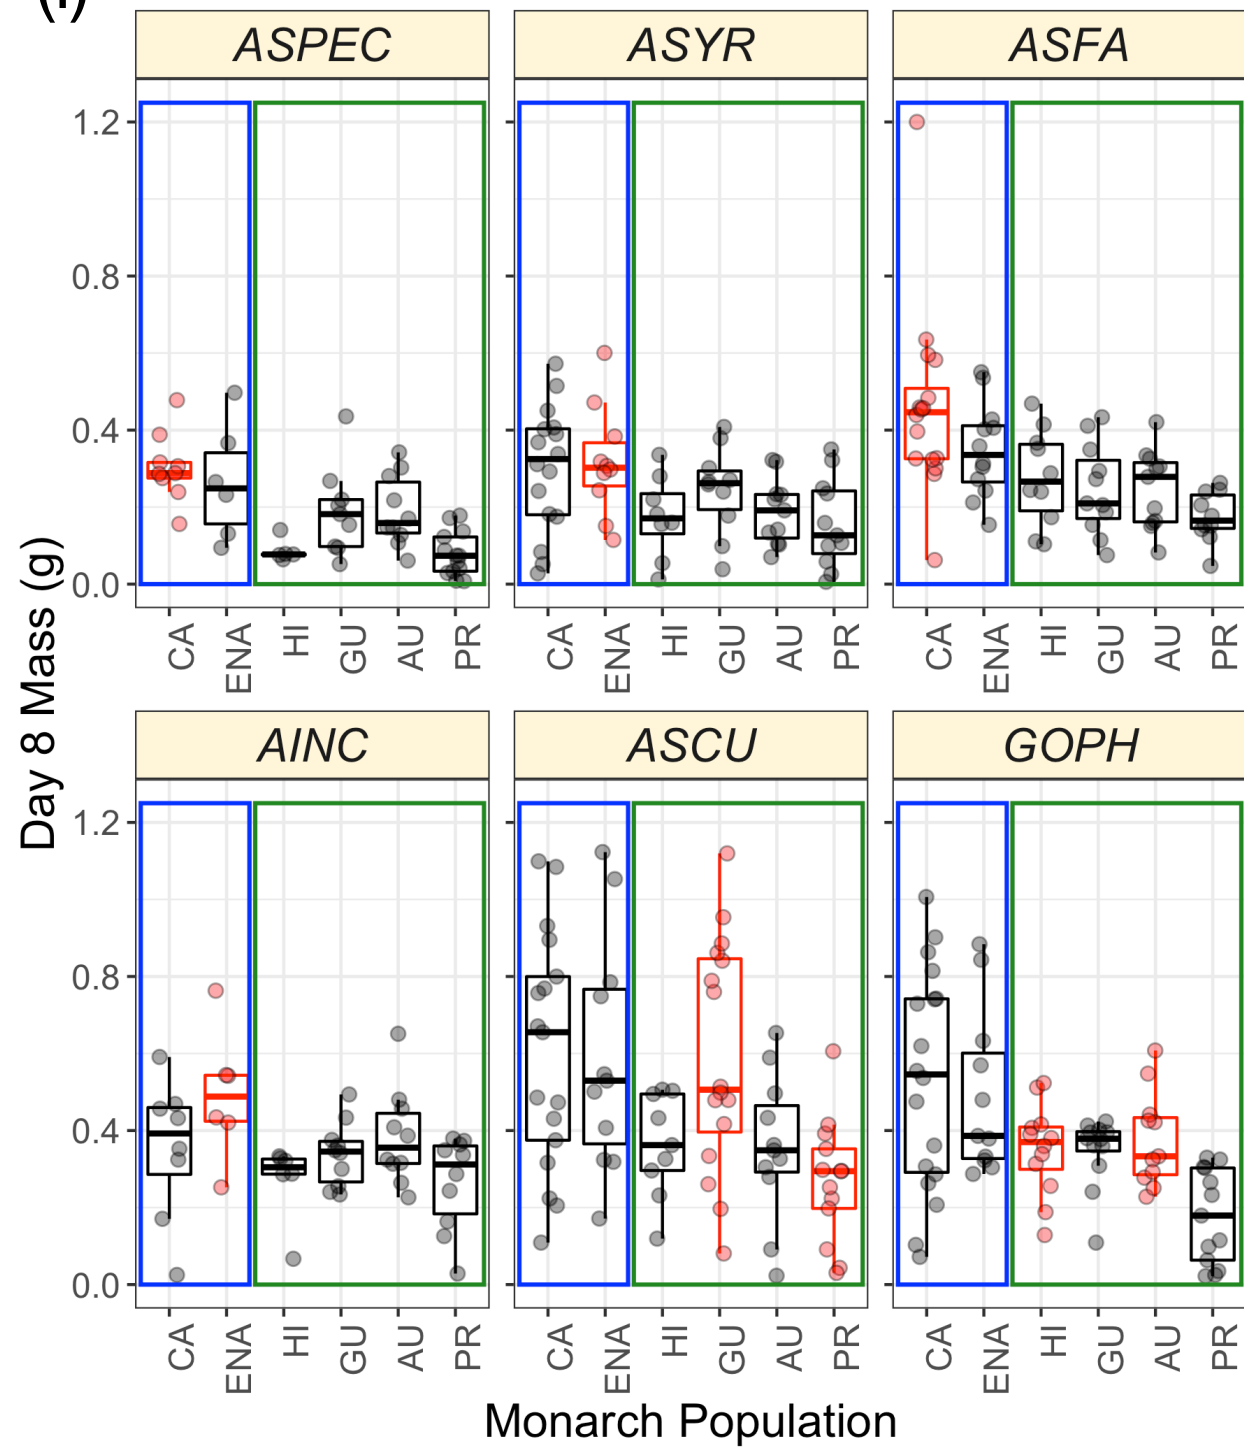 (i)
ASPEC ASYR ASFA
1.2
0.8
0.4
0.0
CA ENA HI GU AU PR CA ENA HI GU AU PR CA ENA HI GU AU PR
Day 8 Mass (g)
AINC ASCU GOPH
1.2
0.8
0.4
0.0
CA ENA HI GU AU PR CA ENA HI GU AU PR CA ENA HI GU AU PR
Monarch Population